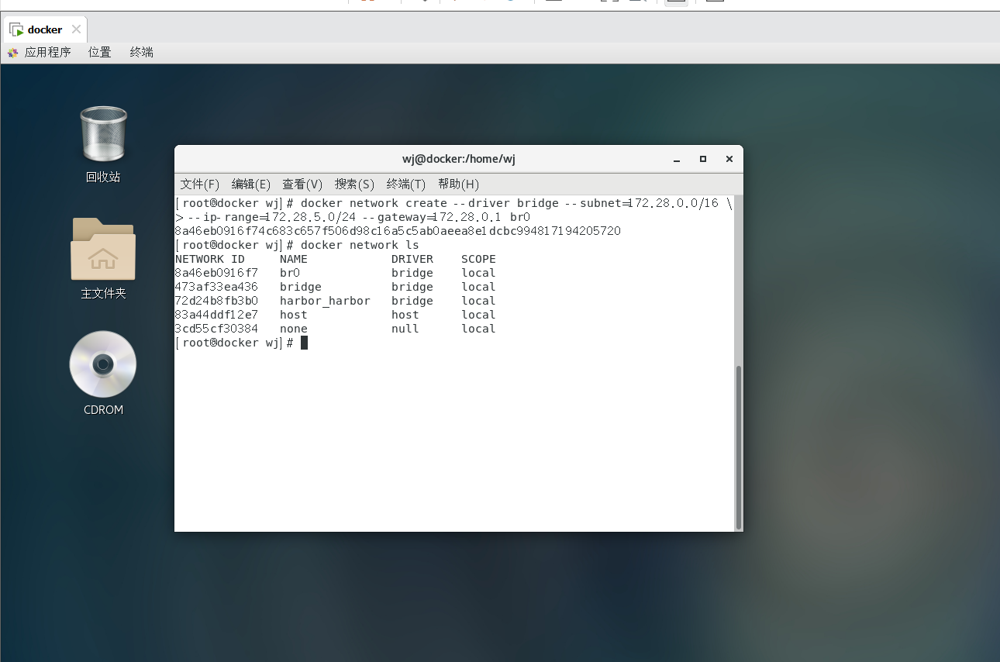 docker
应用程序 位置 终端
回收站
主文件夹
CDROM
wj@docker:/home/wj
文件(F) 编辑(E) 查看(V) 搜索(S) 终端(T) 帮助(H)
[root@docker wj]# docker network create --driver bridge --subnet=172.28.0.0/16 \
> --ip-range=172.28.5.0/24 --gateway=172.28.0.1 br0
8a46eb0916f74c683c657f506d98c16a5c5ab0aeea8e1dcbc994817194205720
[root@docker wj]# docker network ls
NETWORK ID NAME DRIVER SCOPE
8a46eb0916f7 br0 bridge local
473af33ea436 bridge bridge local
72d24b8fb3b0 harbor_harbor bridge local
83a44ddf12e7 host host local
3cd55cf30384 none null local
[root@docker wj]#